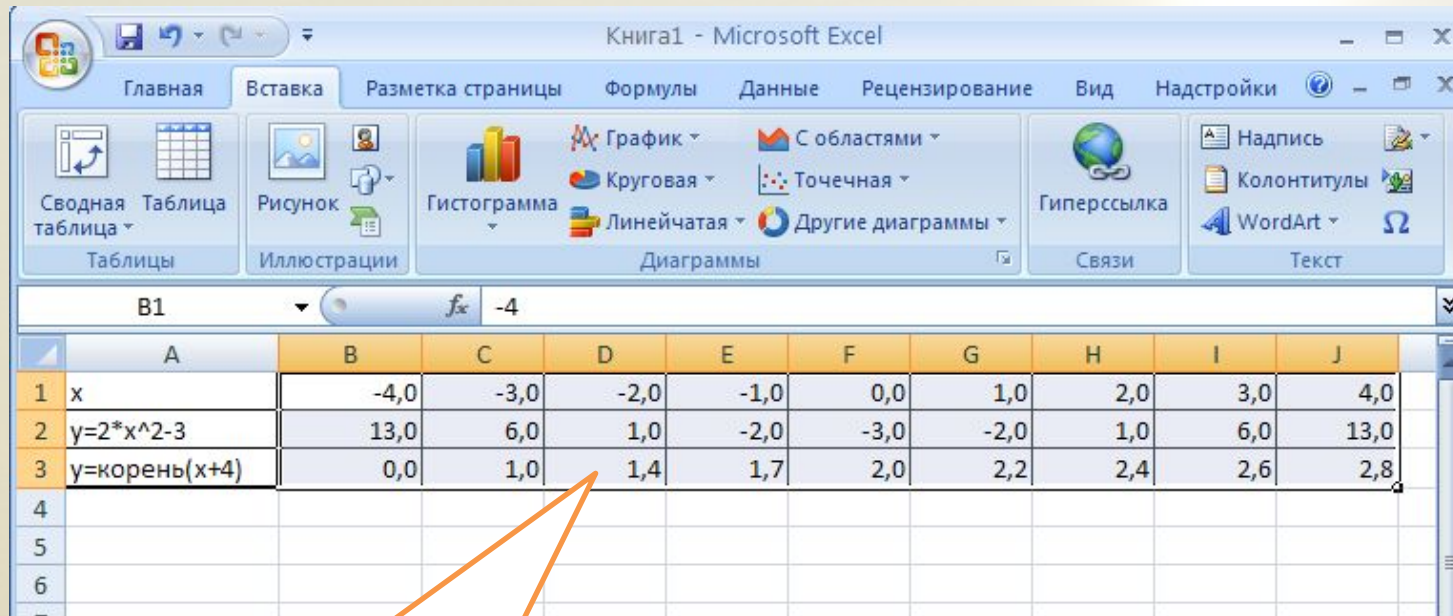 Книга1 - Microsoft Excel
Главная Вставка Разметка страницы Формулы Данные Рецензирование Вид Надстройки
График С областями Надпись
Круговая Точечная Колонтитулы
Сводная таблица Таблица Рисунок Гистограмма Линейчатая Другие диаграммы Гиперссылка WordArt Ω
Таблицы Иллюстрации Диаграммы Связи Текст
B1 fx -4
A B C D E F G H I J
1 x -4,0 -3,0 -2,0 -1,0 0,0 1,0 2,0 3,0 4,0
2 y=2*x^2-3 13,0 6,0 1,0 -2,0 -3,0 -2,0 1,0 6,0 13,0
3 y=корень(x+4) 0,0 1,0 1,4 1,7 2,0 2,2 2,4 2,6 2,8
4
5
6